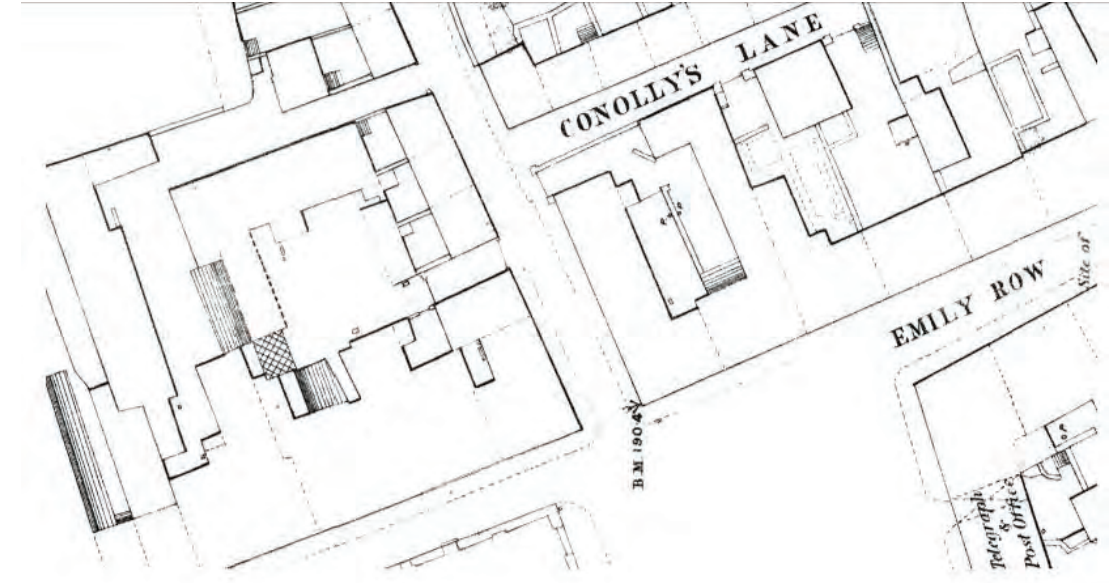 CONOLLY'S LANE
EMILY ROW
Site of
B.M. 190·4
Telegraph
&
Post Office